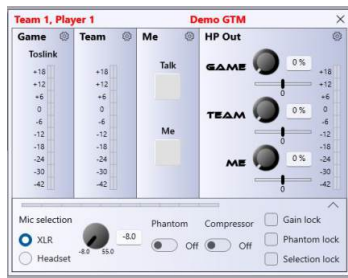 Team 1, Player 1 Demo GTM
Game Team Me HP Out
Toslink
+18
+12
+6
0
-6
-12
-18
-24
-30
-42
+18
+12
+6
0
-6
-12
-18
-24
-30
-42
Talk
Me
GAME 0 %
0
TEAM 0 %
0
ME 0 %
0
+18
+12
+6
0
-6
-12
-18
-24
-30
-42
Mic selection
XLR
Headset
-8.0 55.0
-8.0
Phantom
Off
Compressor
Off
Gain lock
Phantom lock
Selection lock